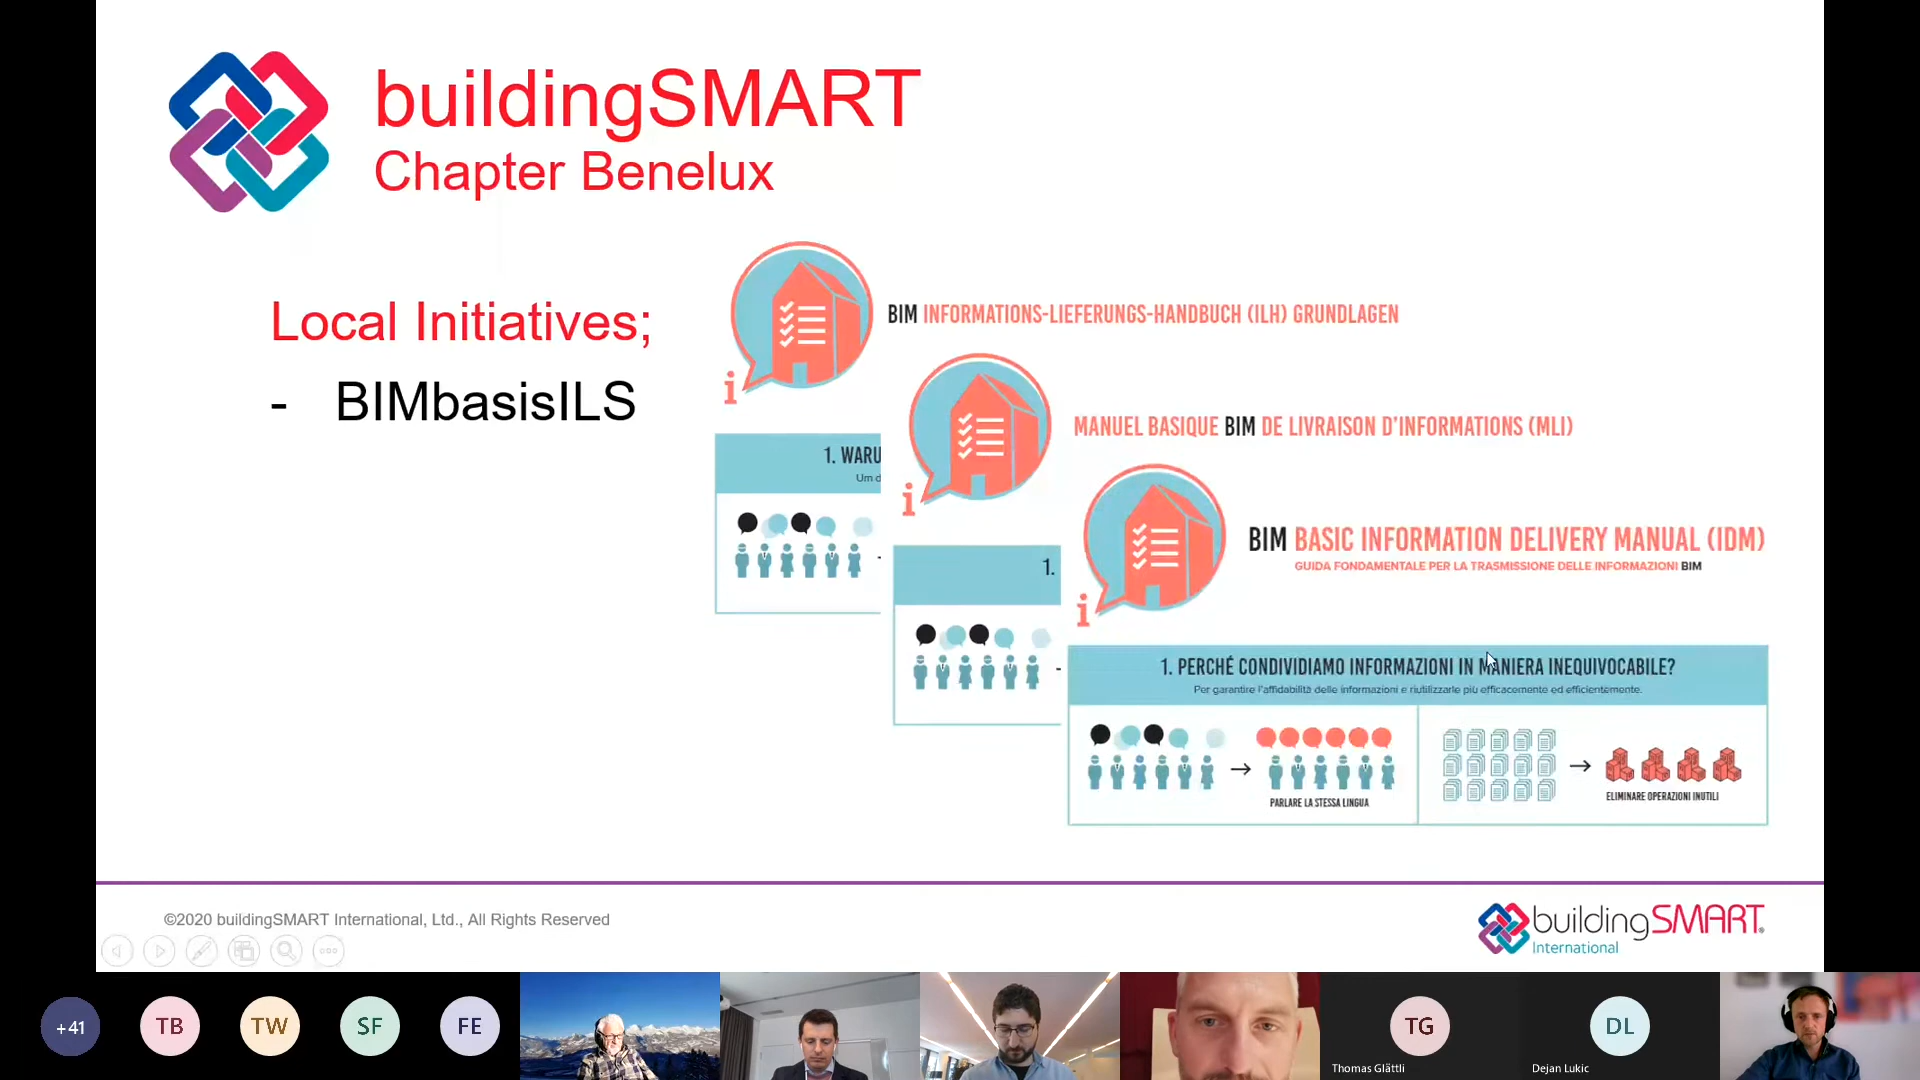 buildingSMART
Chapter Benelux
Local Initiatives;
- BIMbasisILS
BIM INFORMATIONS-LIEFERUNGS-HANDBUCH (ILH) GRUNDLAGEN
i
1. WARU
Um d
MANUEL BASIQUE BIM DE LIVRAISON D'INFORMATIONS (MLI)
i
1.
BIM BASIC INFORMATION DELIVERY MANUAL (IDM)
GUIDA FONDAMENTALE PER LA TRASMISSIONE DELLE INFORMAZIONI BIM
i
1. PERCHÉ CONDIVIDIAMO INFORMAZIONI IN MANIERA INEQUIVOCABILE?
Per garantire l'affidabilità delle informazioni e riutilizzarle più efficacemente ed efficientemente.
PARLARE LA STESSA LINGUA
ELIMINARE OPERAZIONI INUTILI
©2020 buildingSMART International, Ltd., All Rights Reserved
buildingSMART®
International
+41
TB
TW
SF
FE
TG
Thomas Glättli
DL
Dejan Lukic